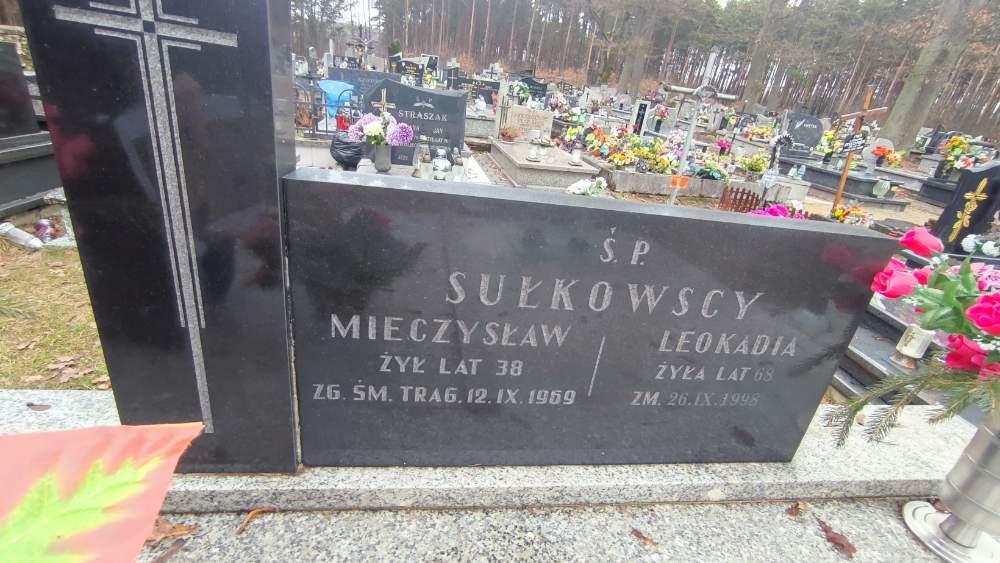 Ś.P.
SUŁKOWSCY
MIECZYSŁAW
ŻYŁ LAT 38
ZG. ŚM. TRAG. 12.IX.1969
LEOKADIA
ŻYŁA LAT 68
ZM. 26.IX.1998
STRASZAK
JAN